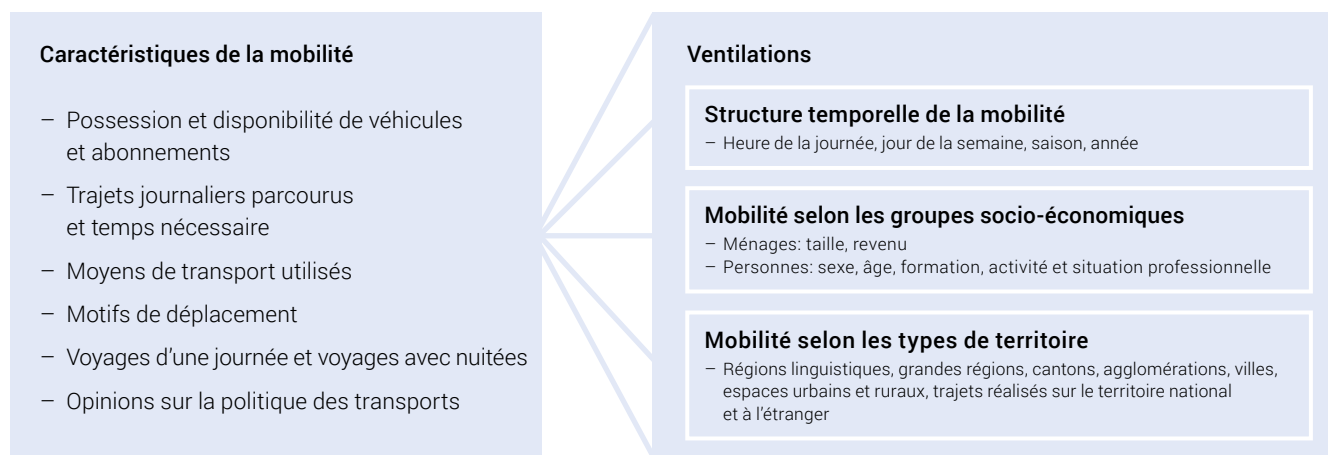 Caractéristiques de la mobilité
– Possession et disponibilité de véhicules
et abonnements
– Trajets journaliers parcourus
et temps nécessaire
– Moyens de transport utilisés
– Motifs de déplacement
– Voyages d'une journée et voyages avec nuitées
– Opinions sur la politique des transports
Ventilations
Structure temporelle de la mobilité
– Heure de la journée, jour de la semaine, saison, année
Mobilité selon les groupes socio-économiques
– Ménages: taille, revenu
– Personnes: sexe, âge, formation, activité et situation professionnelle
Mobilité selon les types de territoire
– Régions linguistiques, grandes régions, cantons, agglomérations, villes,
espaces urbains et ruraux, trajets réalisés sur le territoire national
et à l'étranger